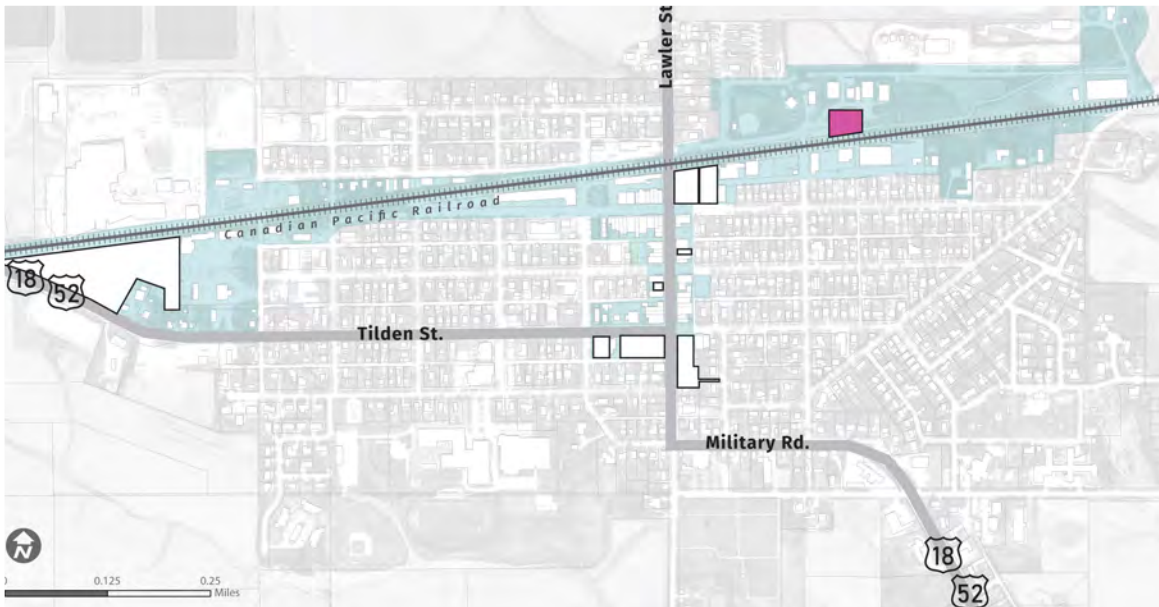 Lawler St
Canadian Pacific Railroad
18
52
Tilden St.
Military Rd.
N
18
52
0 0.125 0.25
Miles